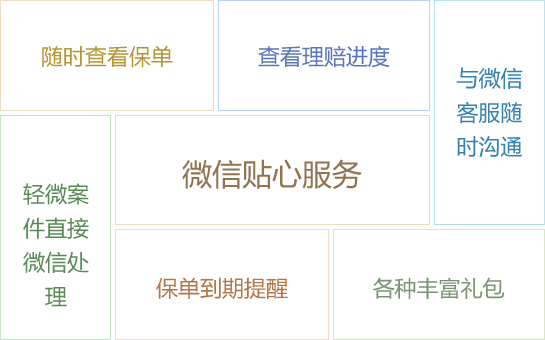 随时查看保单
查看理赔进度
与微信
客服随
时沟通
微信贴心服务
轻微案
件直接
微信处
理
保单到期提醒
各种丰富礼包